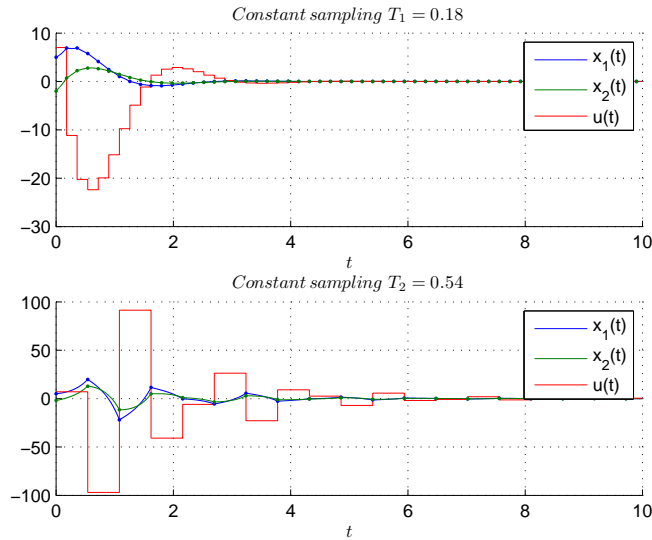 Constant sampling T₁ = 0.18
10
0
−10
−20
−30
0 2 4 6 8 10
t
x₁(t)
x₂(t)
u(t)
Constant sampling T₂ = 0.54
100
50
0
−50
−100
0 2 4 6 8 10
t
x₁(t)
x₂(t)
u(t)